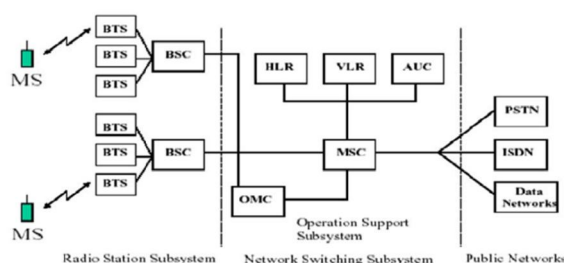 BTS
BTS
BTS
BSC
MS
HLR
VLR
AUC
BTS
BTS
BTS
BSC
MSC
PSTN
ISDN
Data
Networks
OMC
MS
Operation Support
Subsystem
Radio Station Subsystem
Network Switching Subsystem
Public Networks